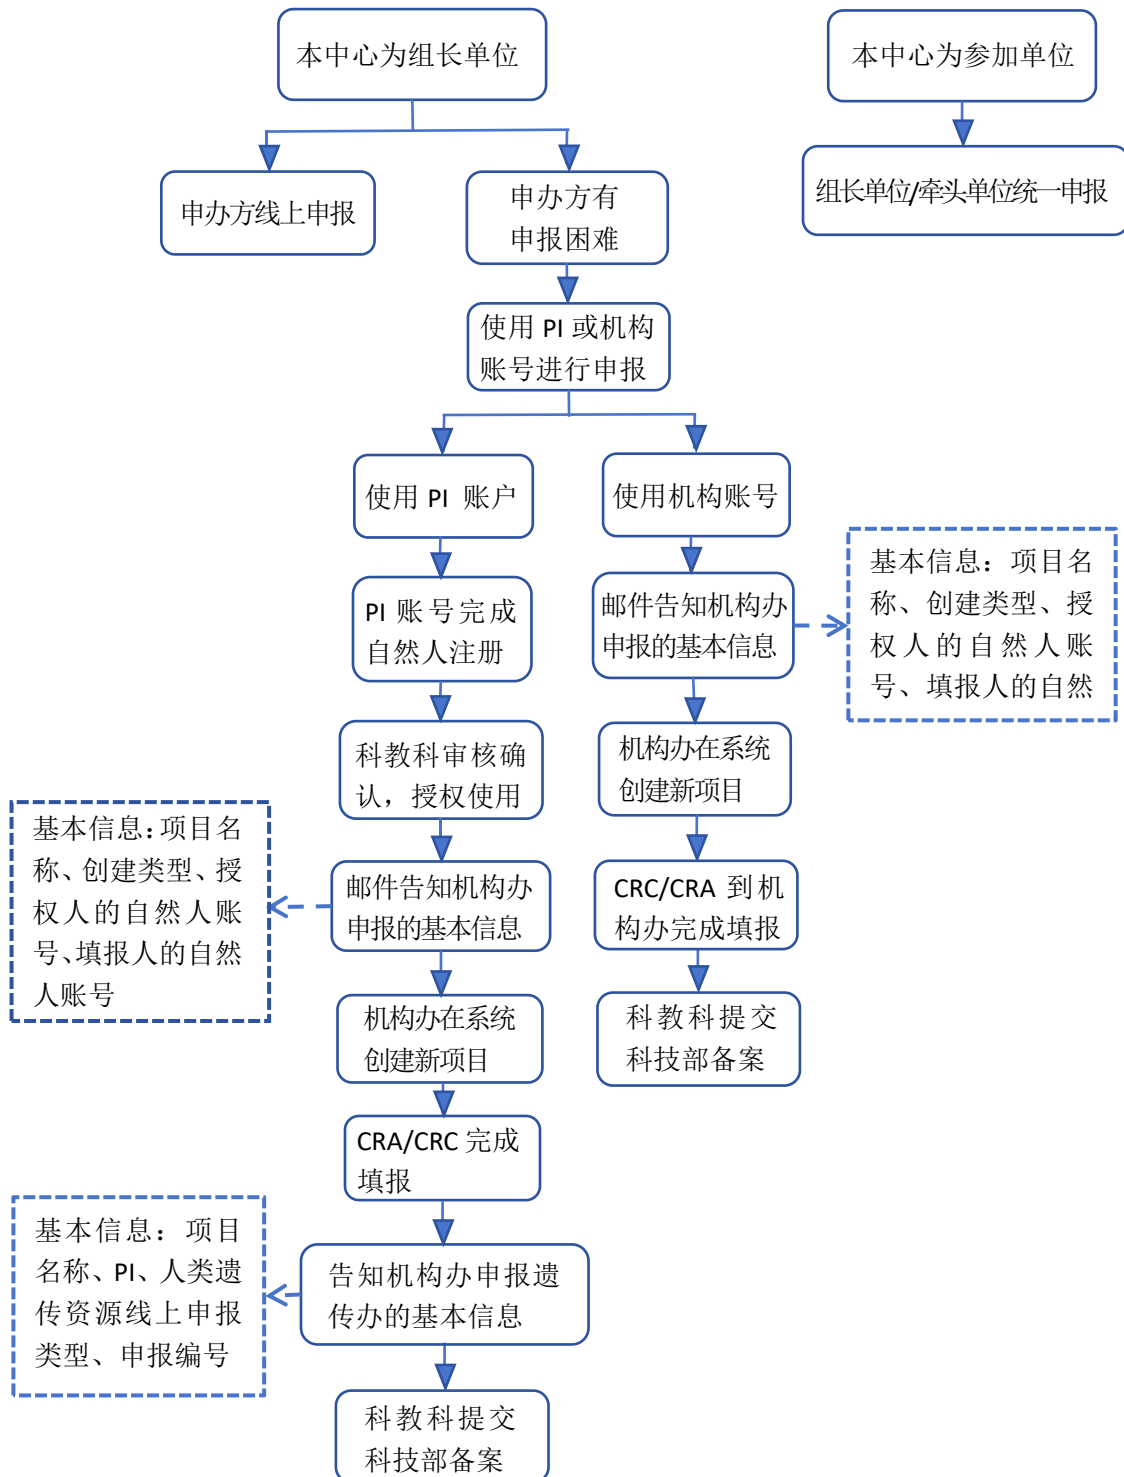 本中心为组长单位
本中心为参加单位
申办方线上申报
申办方有
申报困难
组长单位/牵头单位统一申报
使用 PI 或机构
账号进行申报
使用 PI 账户
使用机构账号
PI 账号完成
自然人注册
邮件告知机构办
申报的基本信息
基本信息：项目名
称、创建类型、授
权人的自然人账
号、填报人的自然
科教科审核确
认，授权使用
机构办在系统
创建新项目
基本信息：项目名
称、创建类型、授
权人的自然人账
号、填报人的自然
人账号
邮件告知机构办
申报的基本信息
CRC/CRA 到机
构办完成填报
机构办在系统
创建新项目
科教科提交
科技部备案
CRA/CRC 完成
填报
基本信息：项目
名称、PI、人类遗
传资源线上申报
类型、申报编号
告知机构办申报遗
传办的基本信息
科教科提交
科技部备案